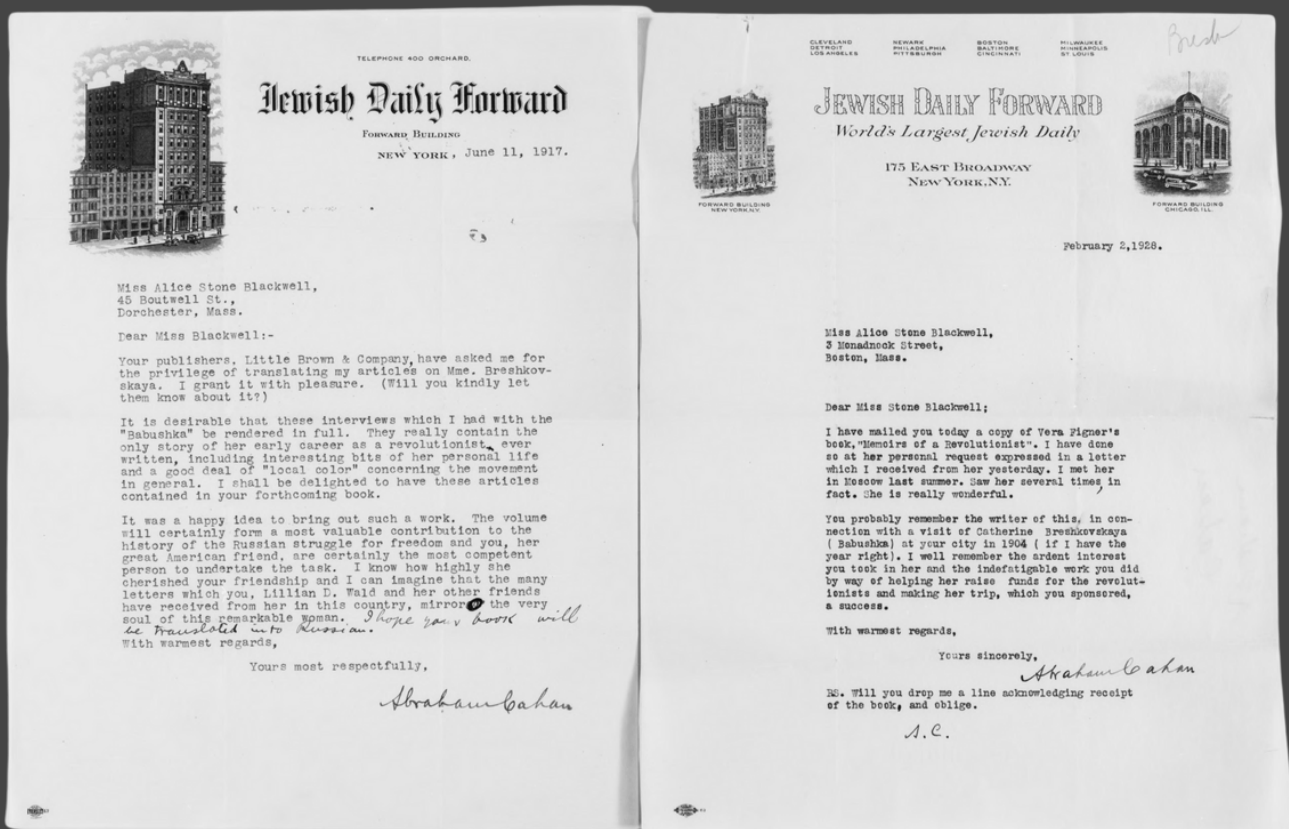 TELEPHONE 400 ORCHARD.
Jewish Daily Forward
FORWARD BUILDING
NEW YORK, June 11, 1917.
Miss Alice Stone Blackwell,
45 Boutwell St.,
Dorchester, Mass.
Dear Miss Blackwell:-
Your publishers, Little Brown & Company, have asked me for
the privilege of translating my articles on Mme. Breshkov-
skaya. I grant it with pleasure. (Will you kindly let
them know about it?)
It is desirable that these interviews which I had with the
"Babushka" be rendered in full. They really contain the
only story of her early career as a revolutionist, ever
written, including interesting bits of her personal life
and a good deal of "local color" concerning the movement
in general. I shall be delighted to have these articles
contained in your forthcoming book.
It was a happy idea to bring out such a work. The volume
will certainly form a most valuable contribution to the
history of the Russian struggle for freedom and you, her
great American friend, are certainly the most competent
person to undertake the task. I know how highly she
cherished your friendship and I can imagine that the many
letters which you, Lillian D. Wald and her other friends
have received from her in this country, mirror the very
soul of this remarkable woman. I hope your book will
be translated into Russian.
With warmest regards,
Yours most respectfully,
Abraham Cahan
CLEVELAND NEWARK BOSTON MILWAUKEE
DETROIT PHILADELPHIA BALTIMORE MINNEAPOLIS
LOS ANGELES PITTSBURGH CINCINNATI ST LOUIS
Bresh
JEWISH DAILY FORWARD
World's Largest Jewish Daily
175 EAST BROADWAY
NEW YORK, N.Y.
FORWARD BUILDING
NEW YORK, N.Y.
FORWARD BUILDING
CHICAGO, ILL.
February 2,1928.
Miss Alice Stone Blackwell,
3 Monadnock Street,
Boston, Mass.
Dear Miss Stone Blackwell;
I have mailed you today a copy of Vera Figner's
book,"Memoirs of a Revolutionist". I have done
so at her personal request expressed in a letter
which I received from her yesterday. I met her
in Moscow last summer. Saw her several times, in
fact. She is really wonderful.
You probably remember the writer of this, in con-
nection with a visit of Catherine Breshkovskaya
( Babushka) at your city in 1904 ( if I have the
year right). I well remember the ardent interest
you took in her and the indefatigable work you did
by way of helping her raise funds for the revolut-
ionists and making her trip, which you sponsored,
a success.
With warmest regards,
Yours sincerely,
Abraham Cahan
PS. Will you drop me a line acknowledging receipt
of the book, and oblige.
A.C.